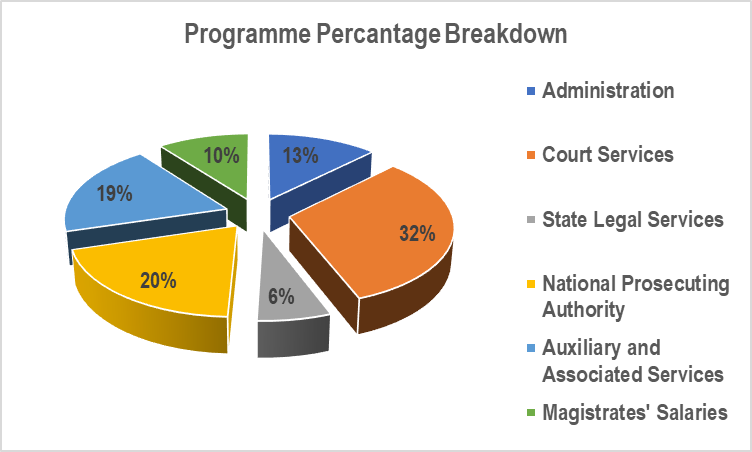 Programme Percantage Breakdown
10%
13%
19%
32%
20%
6%
Administration
Court Services
State Legal Services
National Prosecuting
Authority
Auxiliary and
Associated Services
Magistrates' Salaries